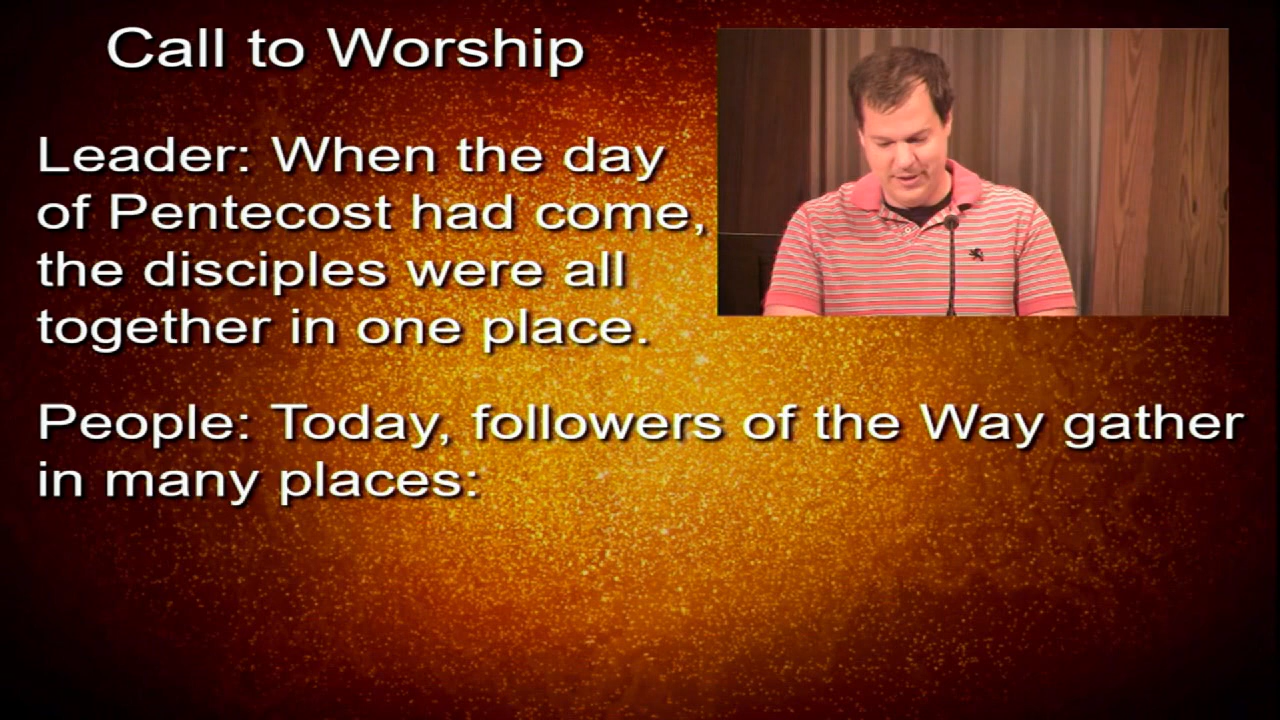 Call to Worship
Leader: When the day
of Pentecost had come,
the disciples were all
together in one place.
People: Today, followers of the Way gather
in many places: